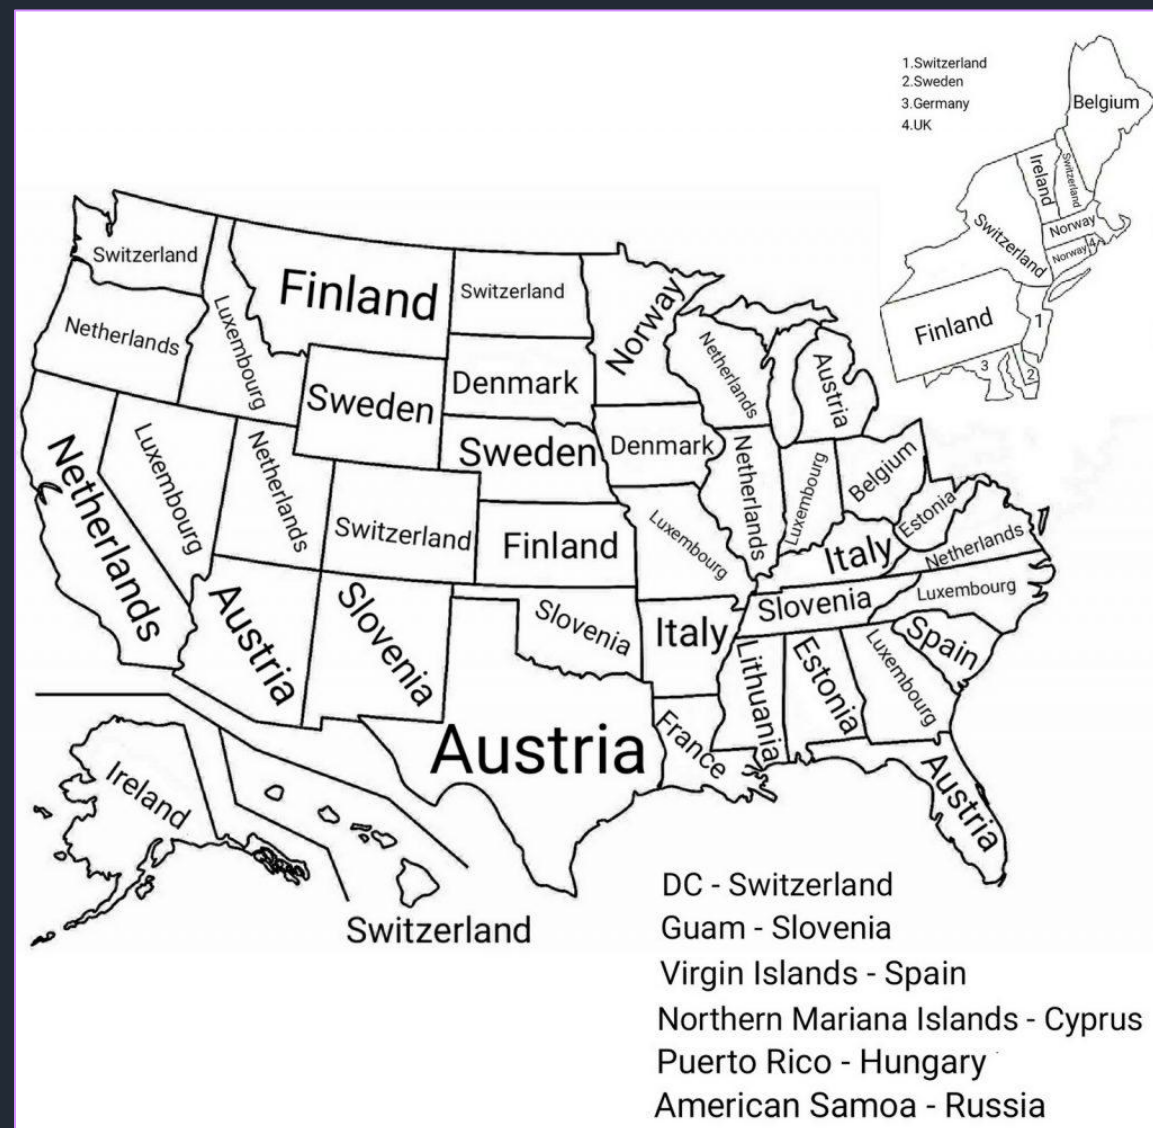 1.Switzerland
2.Sweden
3.Germany
4.UK
Belgium
Ireland
Switzerland
Switzerland
Norway
Norway
4
Finland
1
3
2
Switzerland
Finland
Switzerland
Norway
Netherlands
Luxembourg
Netherlands
Austria
Sweden
Denmark
Netherlands
Luxembourg
Netherlands
Sweden
Denmark
Netherlands
Luxembourg
Belgium
Estonia
Switzerland
Finland
Luxembourg
Italy
Netherlands
Austria
Slovenia
Slovenia
Italy
Slovenia
Luxembourg
Spain
Lithuania
Estonia
Luxembourg
Austria
France
Austria
Ireland
Switzerland
DC - Switzerland
Guam - Slovenia
Virgin Islands - Spain
Northern Mariana Islands - Cyprus
Puerto Rico - Hungary
American Samoa - Russia